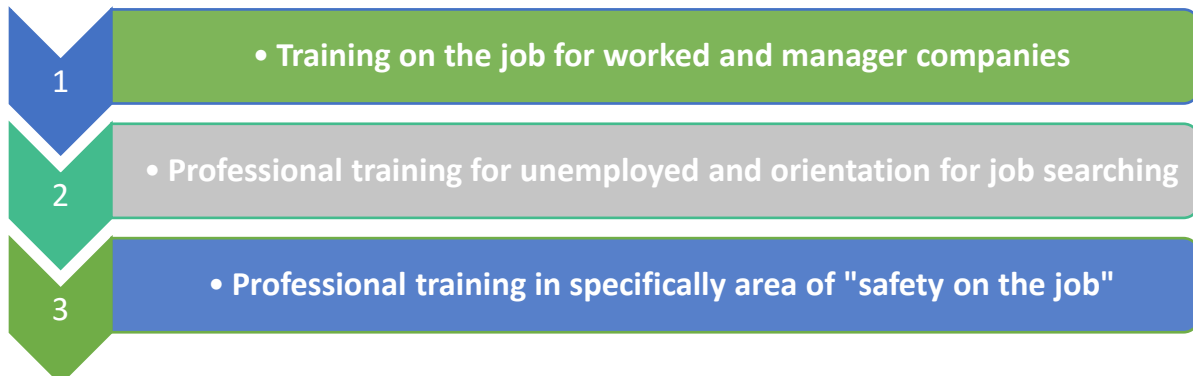 1
• Training on the job for worked and manager companies
2
• Professional training for unemployed and orientation for job searching
3
• Professional training in specifically area of "safety on the job"